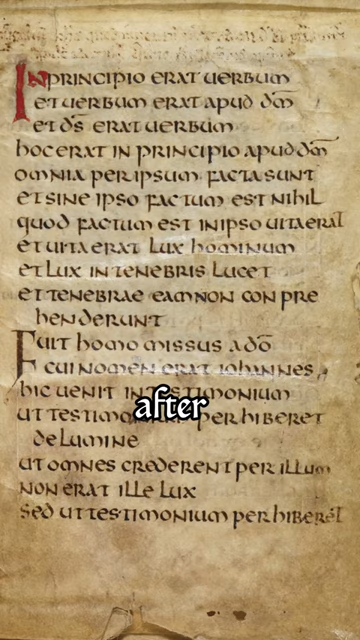 IN PRINCIPIO ERAT UERBUM
et uerbum erat apud dm̄
et ds̄ erat uerbum
hoc erat in principio apud dm̄
omnia per ipsum facta sunt
et sine ipso factum est nihil
quod factum est in ipso uita erat
et uita erat lux hominum
et lux in tenebris lucet
et tenebrae eam non conpre
henderunt
Fuit homo missus a dō
cui nomen erat iohannes
hic uenit in testimonium
ut testimonium perhiberet
after
de lumine
ut omnes crederent per illum
non erat ille lux
sed ut testimonium perhiberet